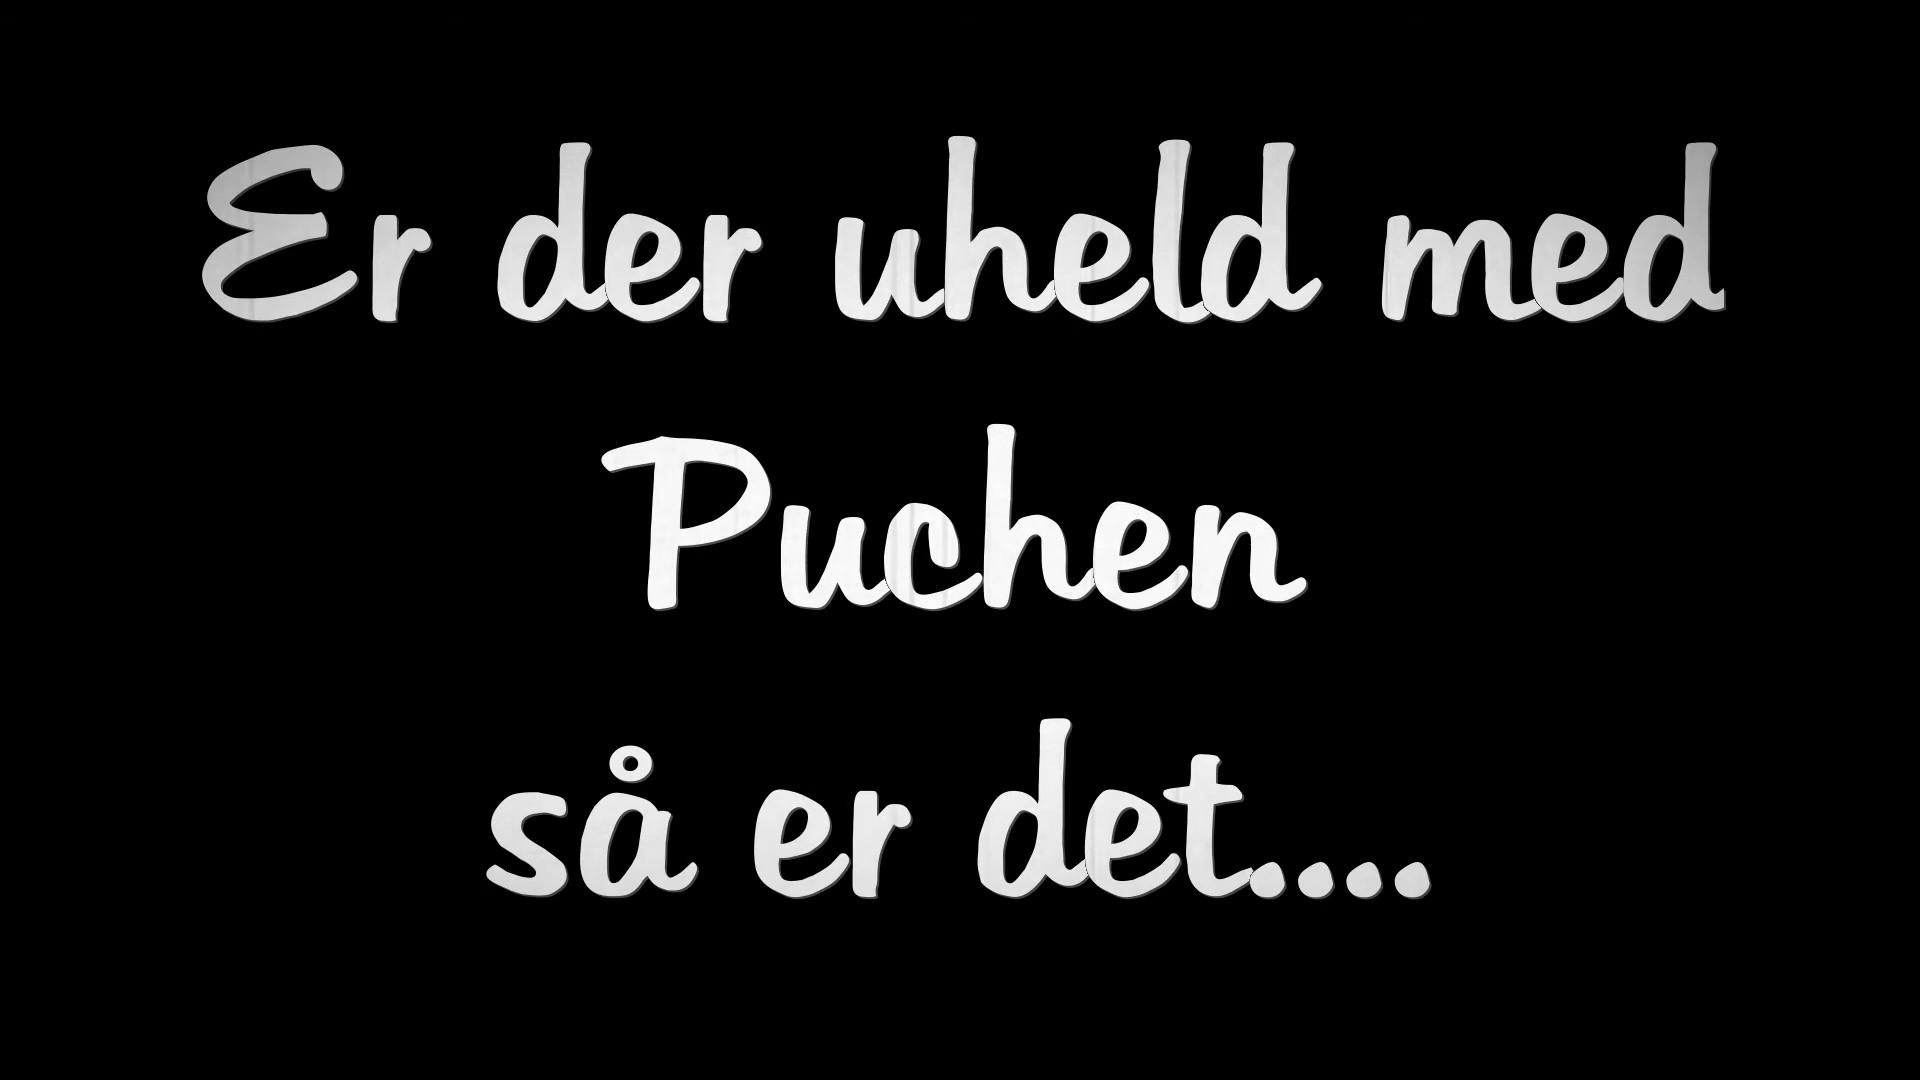 Er der uheld med
Puchen
så er det....